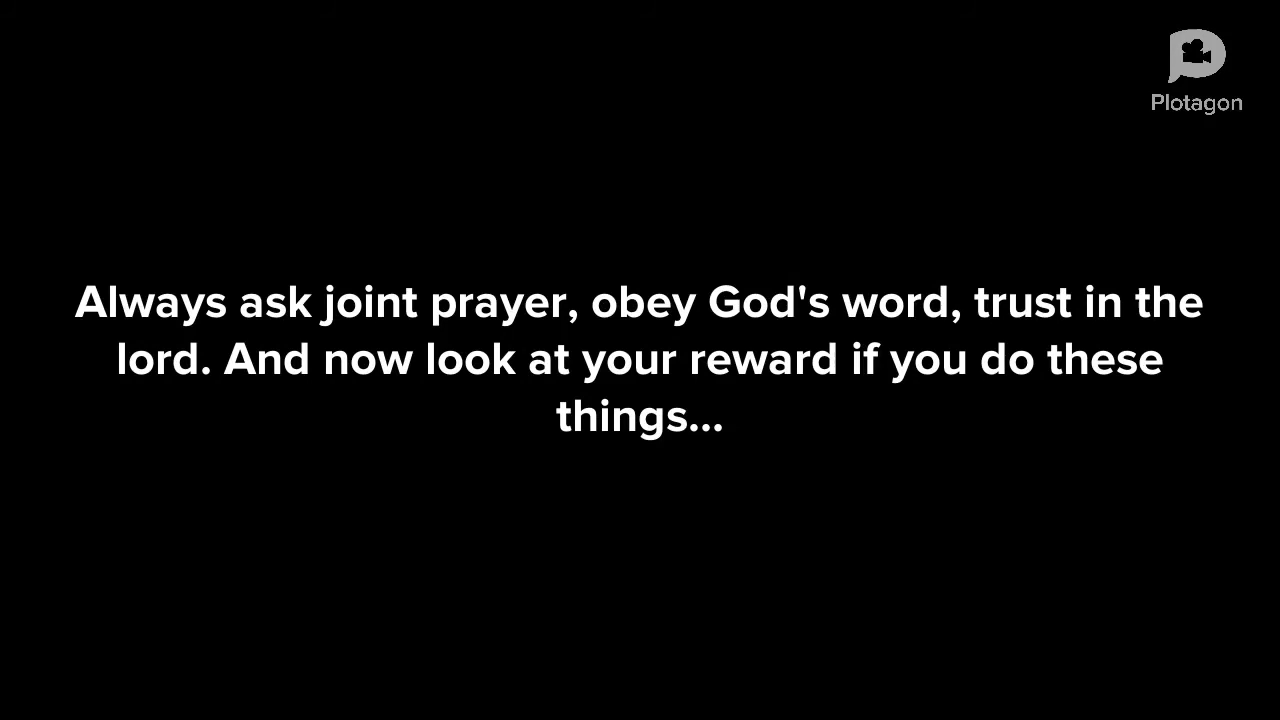 Plotagon
Always ask joint prayer, obey God's word, trust in the
lord. And now look at your reward if you do these
things...